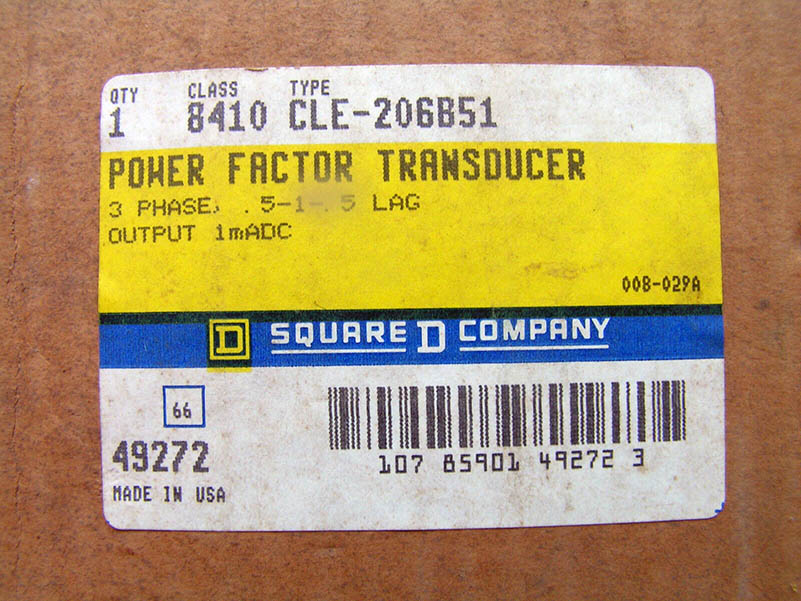 QTY CLASS TYPE
1 8410 CLE-206B51
POWER FACTOR TRANSDUCER
3 PHASE, .5-1-.5 LAG
OUTPUT 1mADC
008-029A
D SQUARE D COMPANY
66
49272
MADE IN USA
107 85901 49272 3